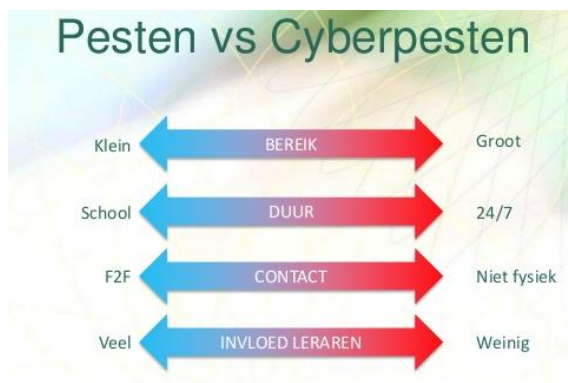 Pesten vs Cyberpesten
Klein BEREIK Groot
School DUUR 24/7
F2F CONTACT Niet fysiek
Veel INVLOED LERAREN Weinig